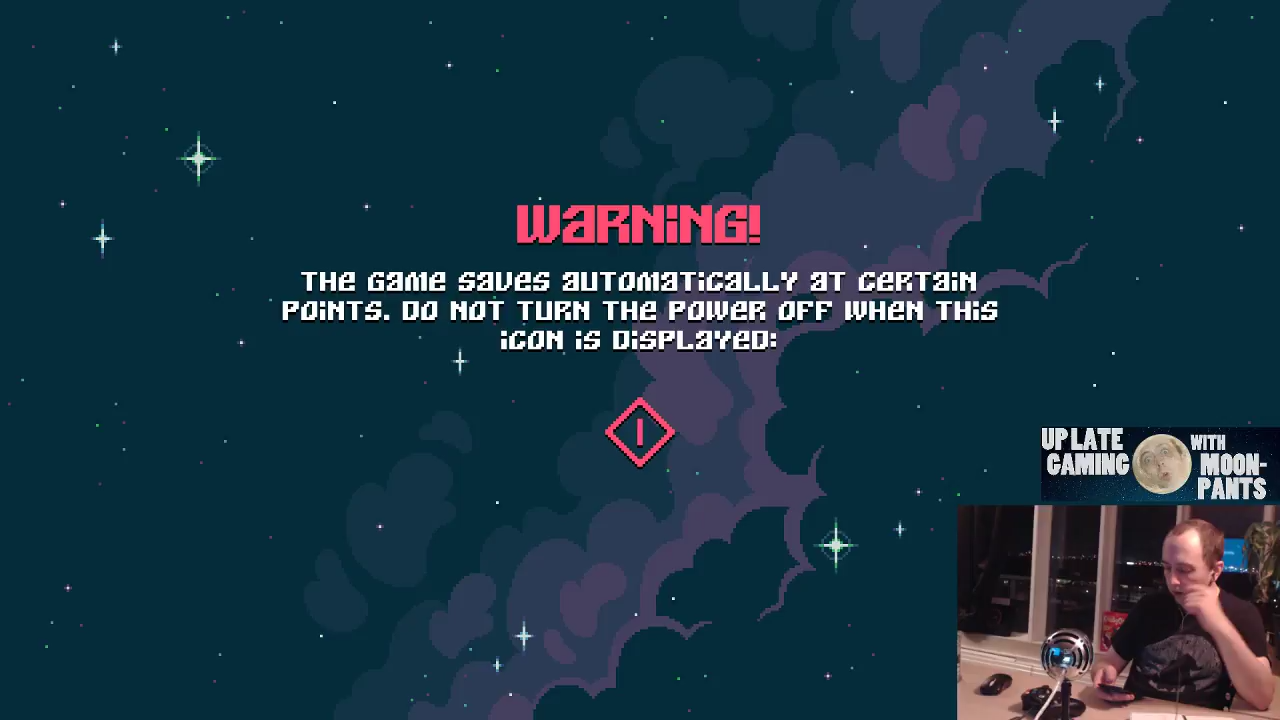 WARNING!
THE GAME SAVES AUTOMATICALLY AT CERTAIN
POINTS. DO NOT TURN THE POWER OFF WHEN THIS
ICON IS DISPLAYED:
UP LATE
GAMING
WITH
MOON-
PANTS